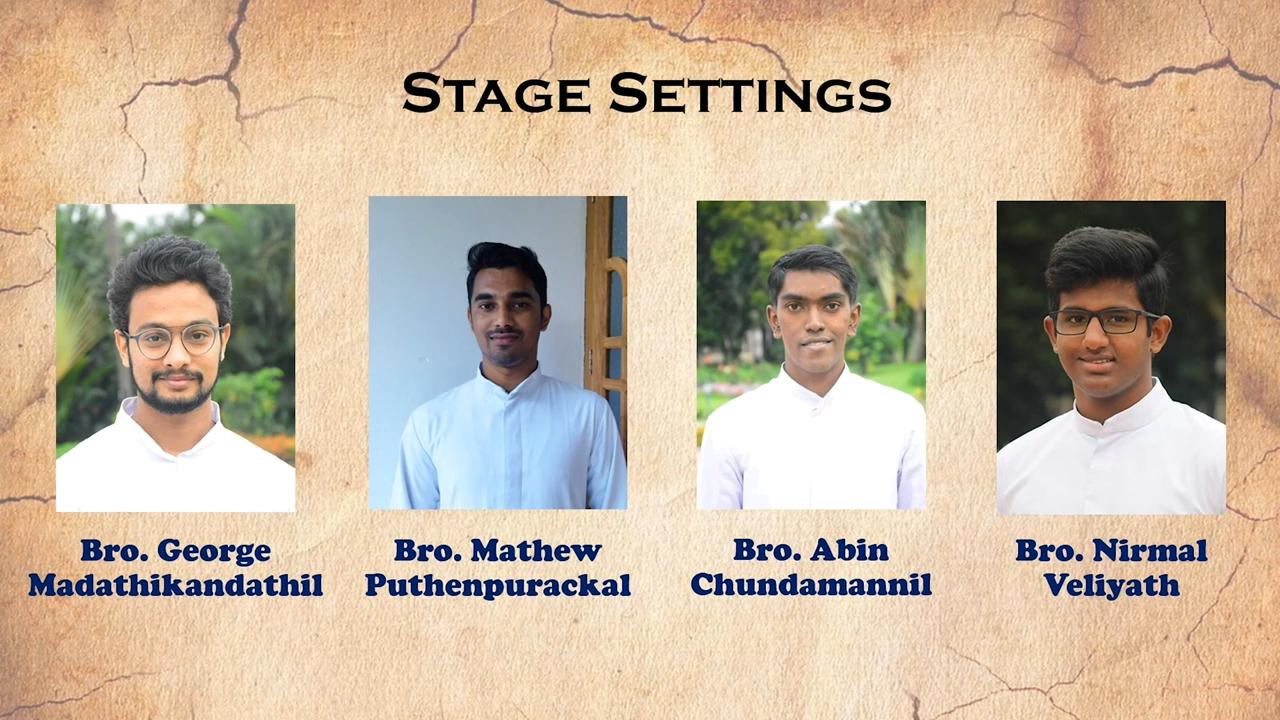 STAGE SETTINGS
Bro. George
Madathikandathil
Bro. Mathew
Puthenpurackal
Bro. Abin
Chundamannil
Bro. Nirmal
Veliyath